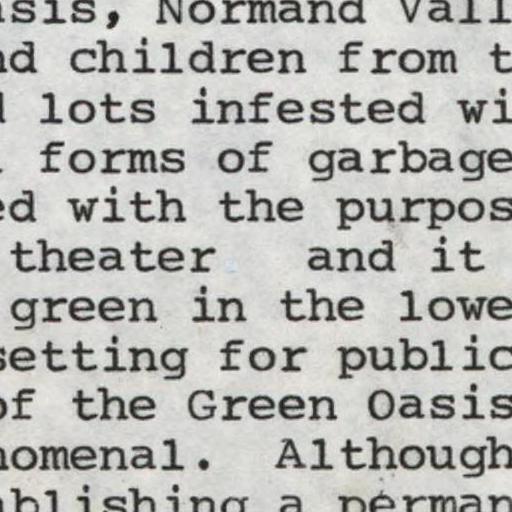 asis, Normand Vall
nd children from t
d lots infested wi
forms of garbage
ed with the purpos
theater and it
green in the lowe
setting for public
of the Green Oasis
nomenal. Although
ablishing a perman